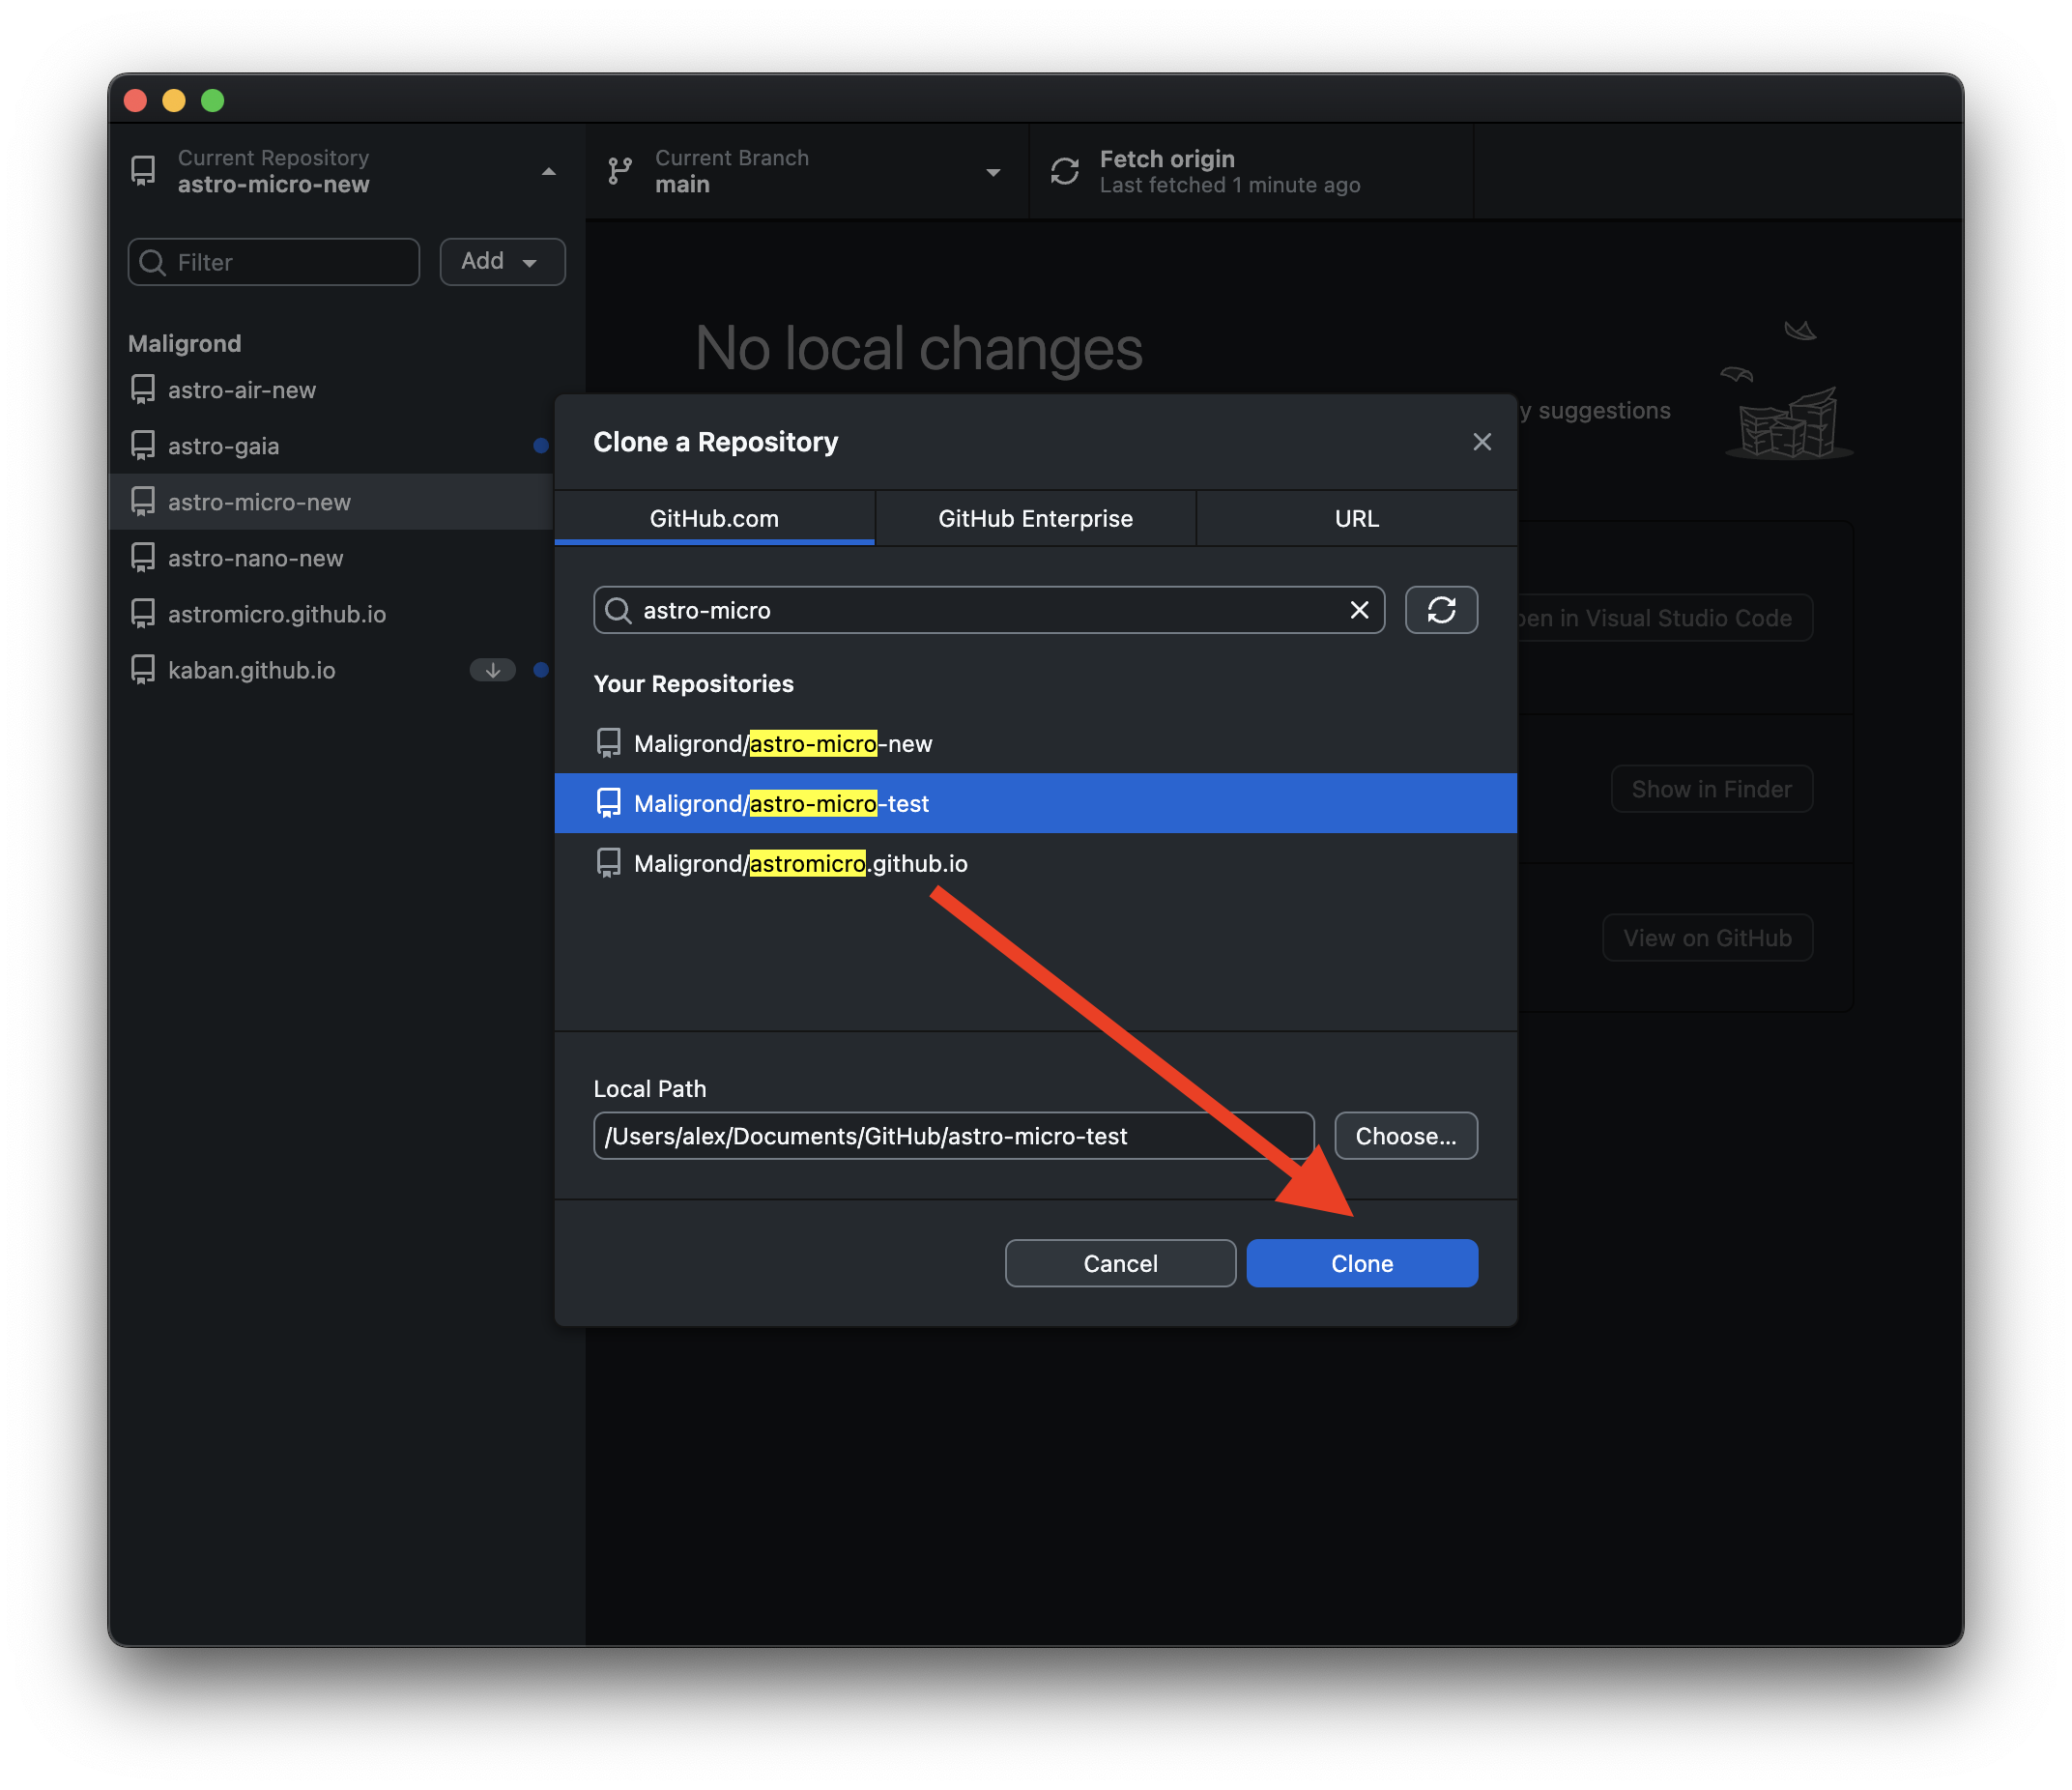 Current Repository
astro-micro-new
Current Branch
main
Fetch origin
Last fetched 1 minute ago
Filter
Add
Maligrond
astro-air-new
astro-gaia
astro-micro-new
astro-nano-new
astromicro.github.io
kaban.github.io
No local changes
y suggestions
pen in Visual Studio Code
Show in Finder
View on GitHub
Clone a Repository
GitHub.com
GitHub Enterprise
URL
astro-micro
Your Repositories
Maligrond/astro-micro-new
Maligrond/astro-micro-test
Maligrond/astromicro.github.io
Local Path
/Users/alex/Documents/GitHub/astro-micro-test
Choose...
Cancel
Clone